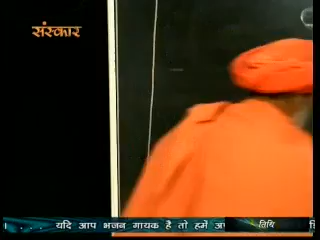 संस्कार
यदि आप भजन गायक है तो हमें
तिथि